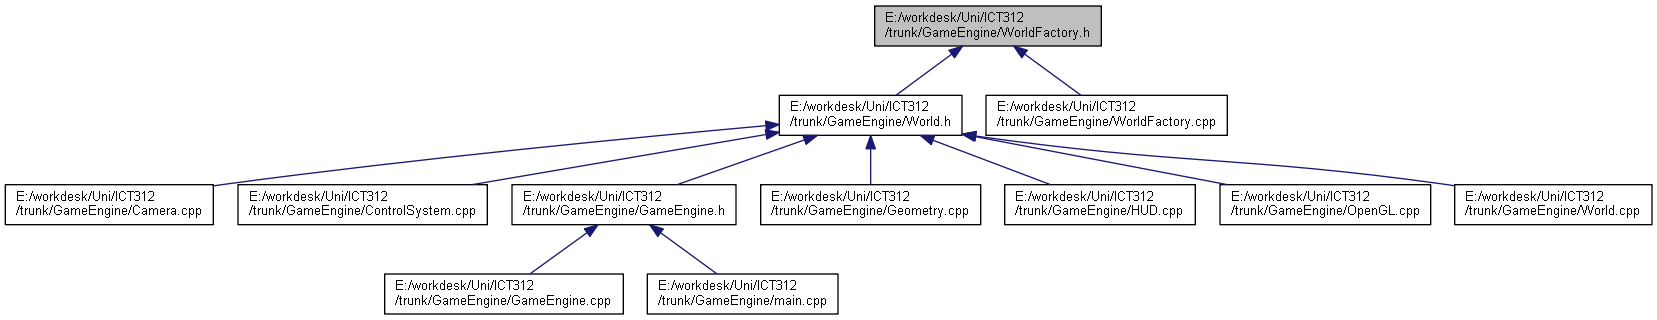 E:/workdesk/Uni/ICT312
/trunk/GameEngine/WorldFactory.h
E:/workdesk/Uni/ICT312
/trunk/GameEngine/World.h
E:/workdesk/Uni/ICT312
/trunk/GameEngine/WorldFactory.cpp
E:/workdesk/Uni/ICT312
/trunk/GameEngine/Camera.cpp
E:/workdesk/Uni/ICT312
/trunk/GameEngine/ControlSystem.cpp
E:/workdesk/Uni/ICT312
/trunk/GameEngine/GameEngine.h
E:/workdesk/Uni/ICT312
/trunk/GameEngine/Geometry.cpp
E:/workdesk/Uni/ICT312
/trunk/GameEngine/HUD.cpp
E:/workdesk/Uni/ICT312
/trunk/GameEngine/OpenGL.cpp
E:/workdesk/Uni/ICT312
/trunk/GameEngine/World.cpp
E:/workdesk/Uni/ICT312
/trunk/GameEngine/GameEngine.cpp
E:/workdesk/Uni/ICT312
/trunk/GameEngine/main.cpp